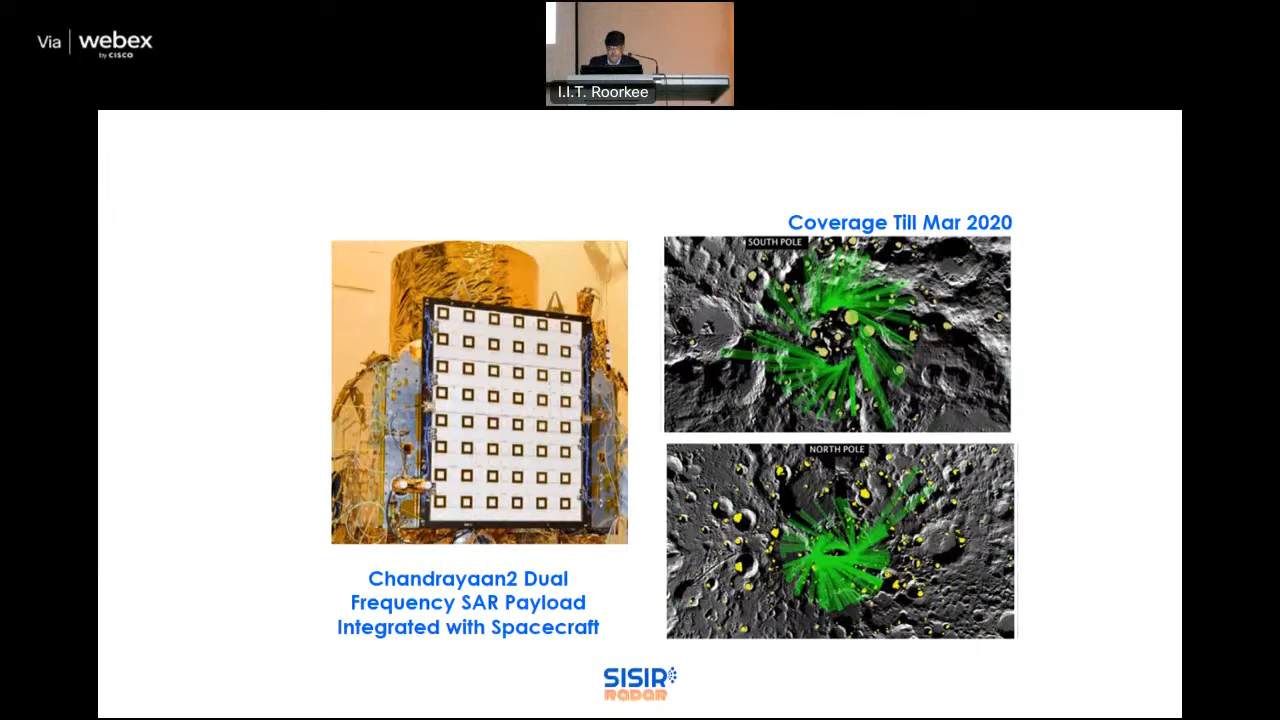 Via webex
by CISCO
I.I.T. Roorkee
Coverage Till Mar 2020
SOUTH POLE
NORTH POLE
Chandrayaan2 Dual
Frequency SAR Payload
Integrated with Spacecraft
SISIR
RADAR